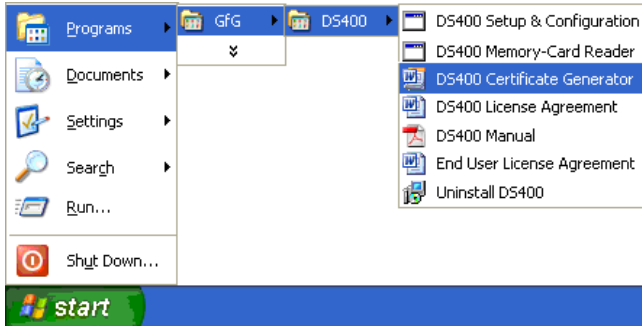 Programs
Documents
Settings
Search
Run...
Shut Down...
start
GfG
DS400
DS400 Setup & Configuration
DS400 Memory-Card Reader
DS400 Certificate Generator
DS400 License Agreement
DS400 Manual
End User License Agreement
Uninstall DS400